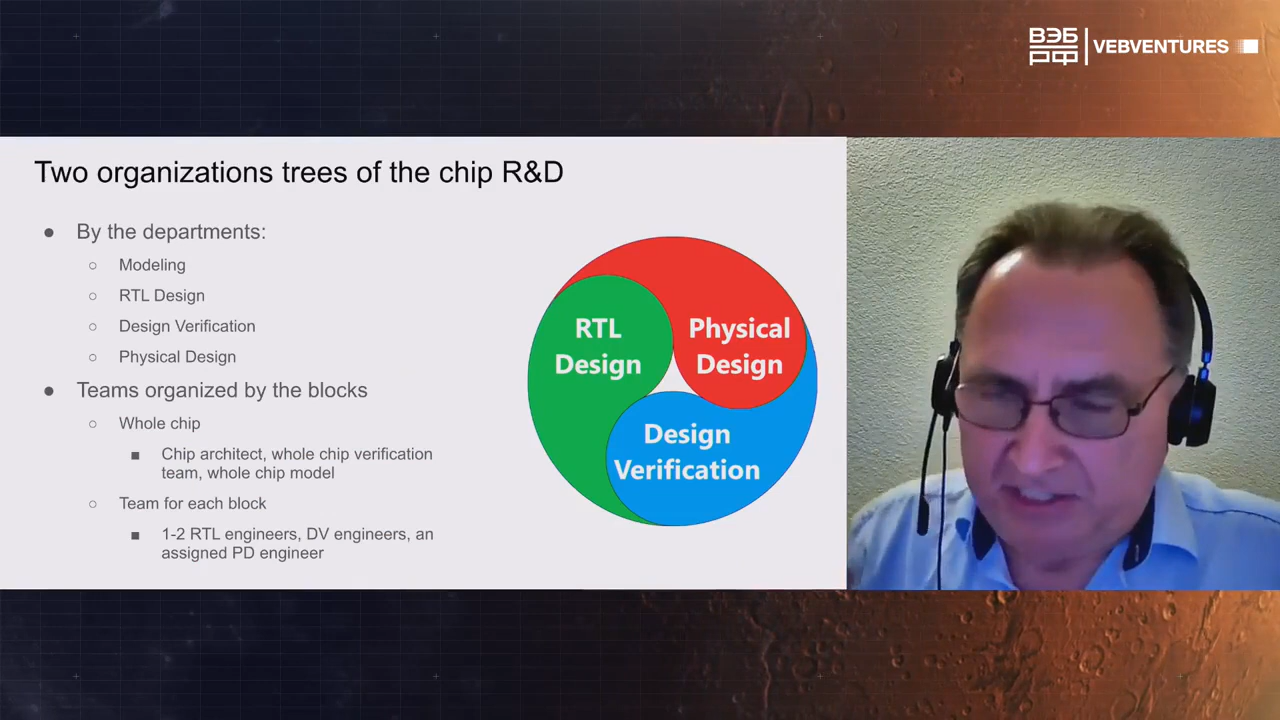 ВЭБ
РФ
VEBVENTURES
Two organizations trees of the chip R&D
● By the departments:
○ Modeling
○ RTL Design
○ Design Verification
○ Physical Design
● Teams organized by the blocks
○ Whole chip
■ Chip architect, whole chip verification
team, whole chip model
○ Team for each block
■ 1-2 RTL engineers, DV engineers, an
assigned PD engineer
RTL
Design
Physical
Design
Design
Verification